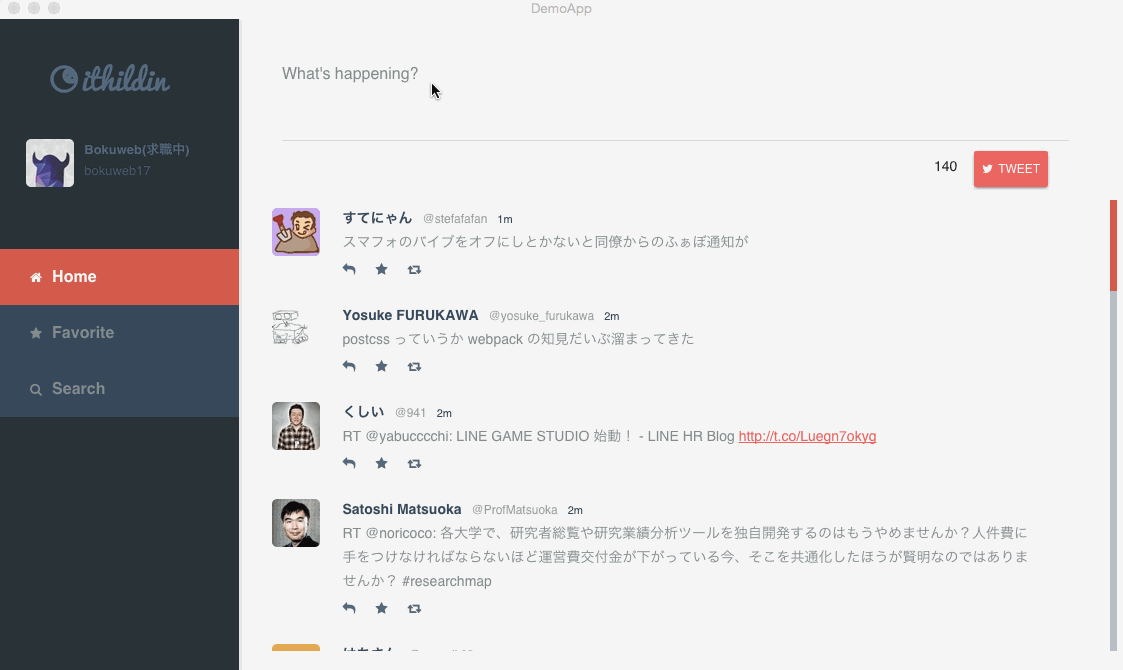 DemoApp
ithildin
Bokuweb(求職中)
bokuweb17
Home
Favorite
Search
What's happening?
140
TWEET
すてにゃん @stefafafan 1m
スマフォのバイブをオフにしとかないと同僚からのふぁぼ通知が
Yosuke FURUKAWA @yosuke_furukawa 2m
postcss っていうか webpack の知見だいぶ溜まってきた
くしい @941 2m
RT @yabucccchi: LINE GAME STUDIO 始動！ - LINE HR Blog http://t.co/Luegn7okyg
Satoshi Matsuoka @ProfMatsuoka 2m
RT @noricoco: 各大学で、研究者総覧や研究業績分析ツールを独自開発するのはもうやめませんか？人件費に
手をつけなければならないほど運営費交付金が下がっている今、そこを共通化したほうが賢明なのではありま
せんか？ #researchmap